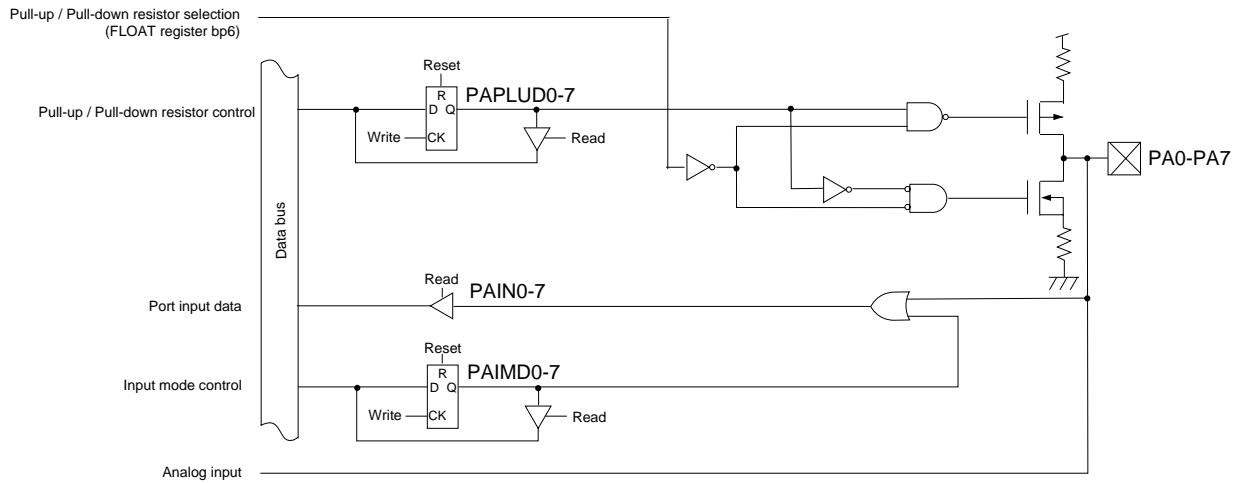 Pull-up / Pull-down resistor selection
(FLOAT register bp6)
Reset
Pull-up / Pull-down resistor control
R
D Q
PAPLUD0-7
Write
CK
Read
PA0-PA7
Data bus
Read
Port input data
PAIN0-7
Reset
Input mode control
R
D Q
PAIMD0-7
Write
CK
Read
Analog input